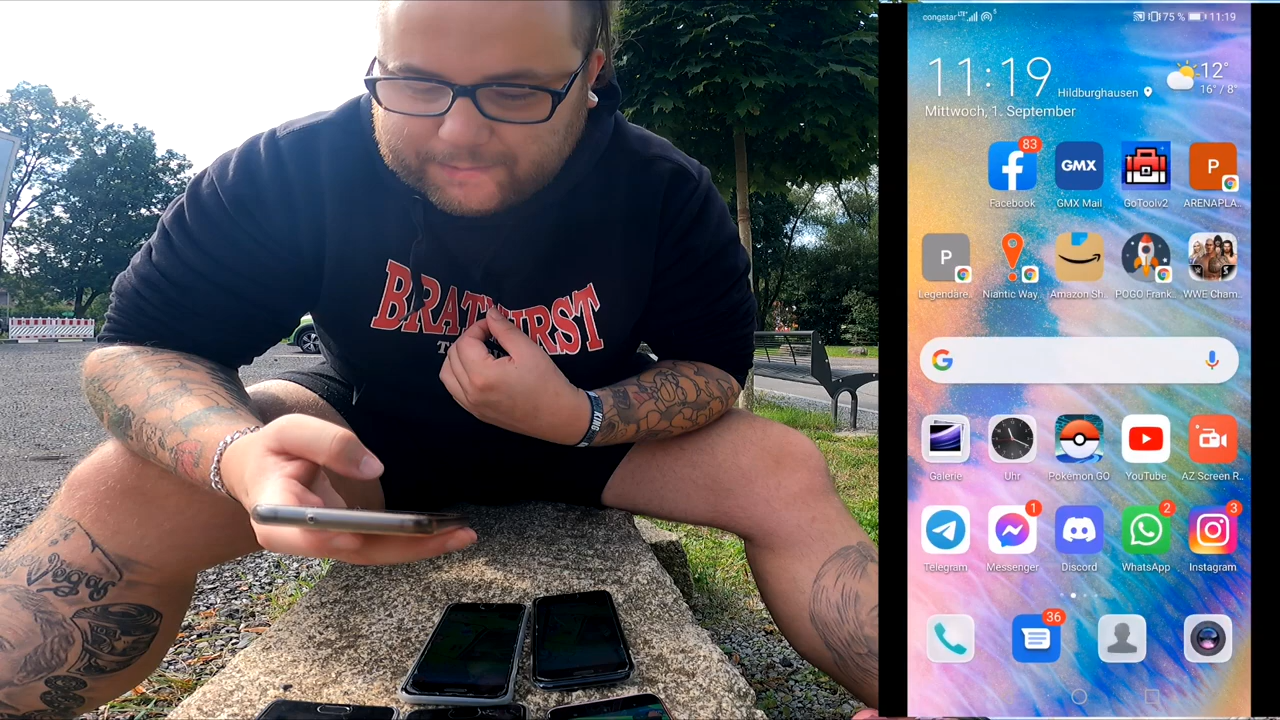 BRATWURST
KING
congstar
75 %
11:19
11:19
Hildburghausen
12°
16° / 8°
Mittwoch, 1. September
83
GMX
P
Facebook
GMX Mail
GoToolv2
ARENAPLA..
P
Legendäre..
Niantic Way..
Amazon Sh..
POGO Frank..
WWE Cham..
G
Galerie
Uhr
Pokémon GO
YouTube
AZ Screen R..
1
2
3
Telegram
Messenger
Discord
WhatsApp
Instagram
36